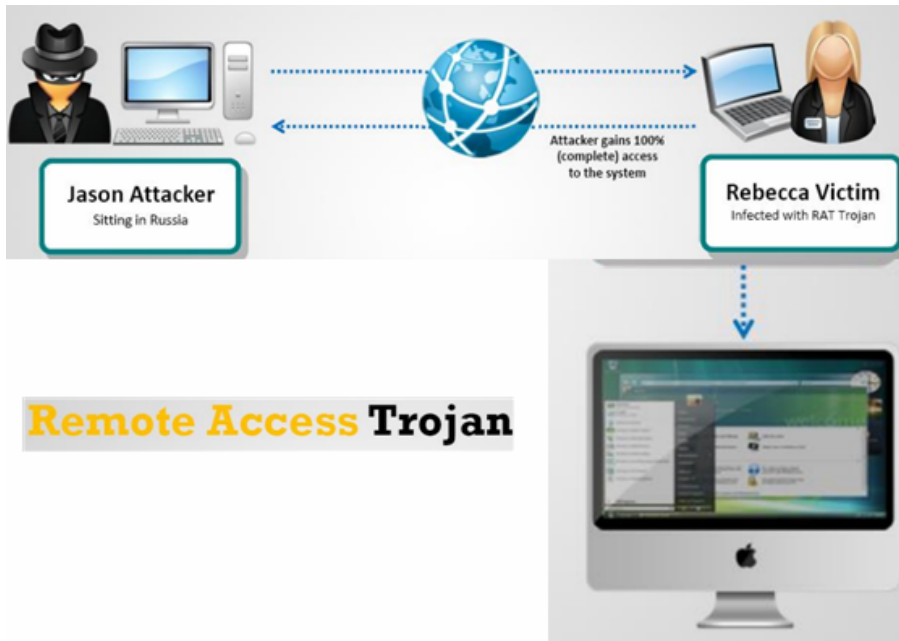 Attacker gains 100%
(complete) access
to the system
Jason Attacker
Sitting in Russia
Rebecca Victim
Infected with RAT Trojan
Remote Access Trojan